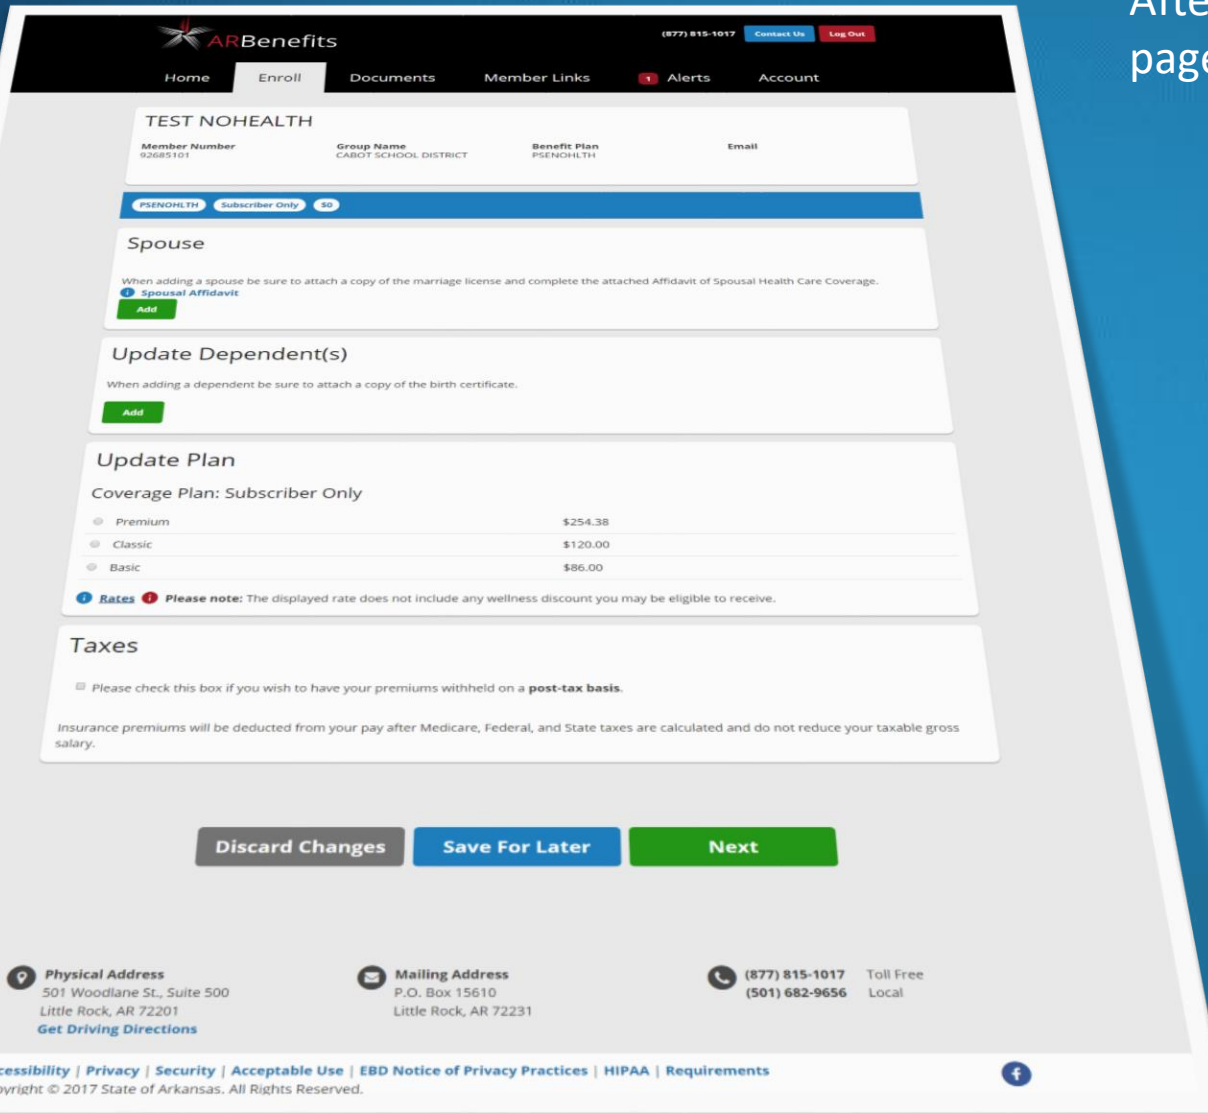 Afte
page
ARBenefits
(877) 815-1017 Contact Us Log Out
Home Enroll Documents Member Links 1 Alerts Account
TEST NOHEALTH
Member Number Group Name Benefit Plan Email
92685101 CABOT SCHOOL DISTRICT PSENOHLTH
PSENOHLTH Subscriber Only $0
Spouse
When adding a spouse be sure to attach a copy of the marriage license and complete the attached Affidavit of Spousal Health Care Coverage.
Spousal Affidavit
Add
Update Dependent(s)
When adding a dependent be sure to attach a copy of the birth certificate.
Add
Update Plan
Coverage Plan: Subscriber Only
Premium $254.38
Classic $120.00
Basic $86.00
Rates Please note: The displayed rate does not include any wellness discount you may be eligible to receive.
Taxes
Please check this box if you wish to have your premiums withheld on a post-tax basis.
Insurance premiums will be deducted from your pay after Medicare, Federal, and State taxes are calculated and do not reduce your taxable gross
salary.
Discard Changes Save For Later Next
Physical Address Mailing Address (877) 815-1017 Toll Free
501 Woodlane St., Suite 500 P.O. Box 15610 (501) 682-9656 Local
Little Rock, AR 72201 Little Rock, AR 72231
Get Driving Directions
cessibility | Privacy | Security | Acceptable Use | EBD Notice of Privacy Practices | HIPAA | Requirements
pyright © 2017 State of Arkansas. All Rights Reserved.